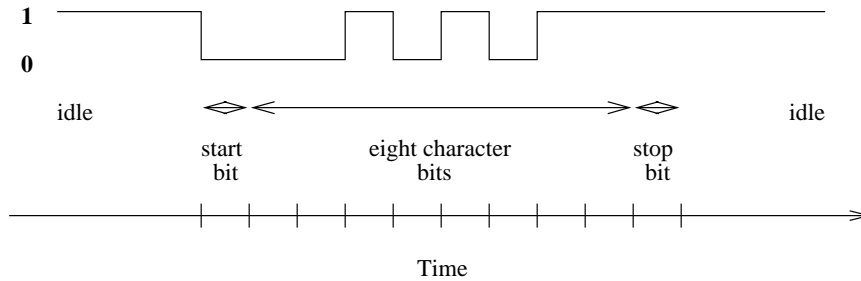 1
0
idle
idle
start
bit
eight character
bits
stop
bit
Time